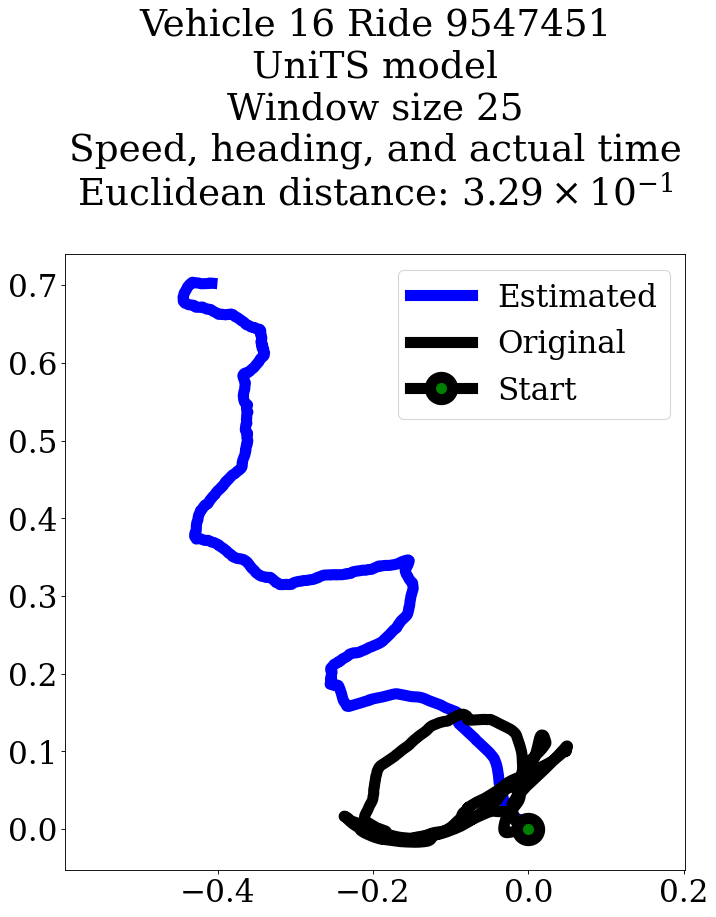 Vehicle 16 Ride 9547451
UniTS model
Window size 25
Speed, heading, and actual time
Euclidean distance: $3.29 \times 10^{-1}$
Estimated
Original
Start
0.7
0.6
0.5
0.4
0.3
0.2
0.1
0.0
−0.4
−0.2
0.0
0.2